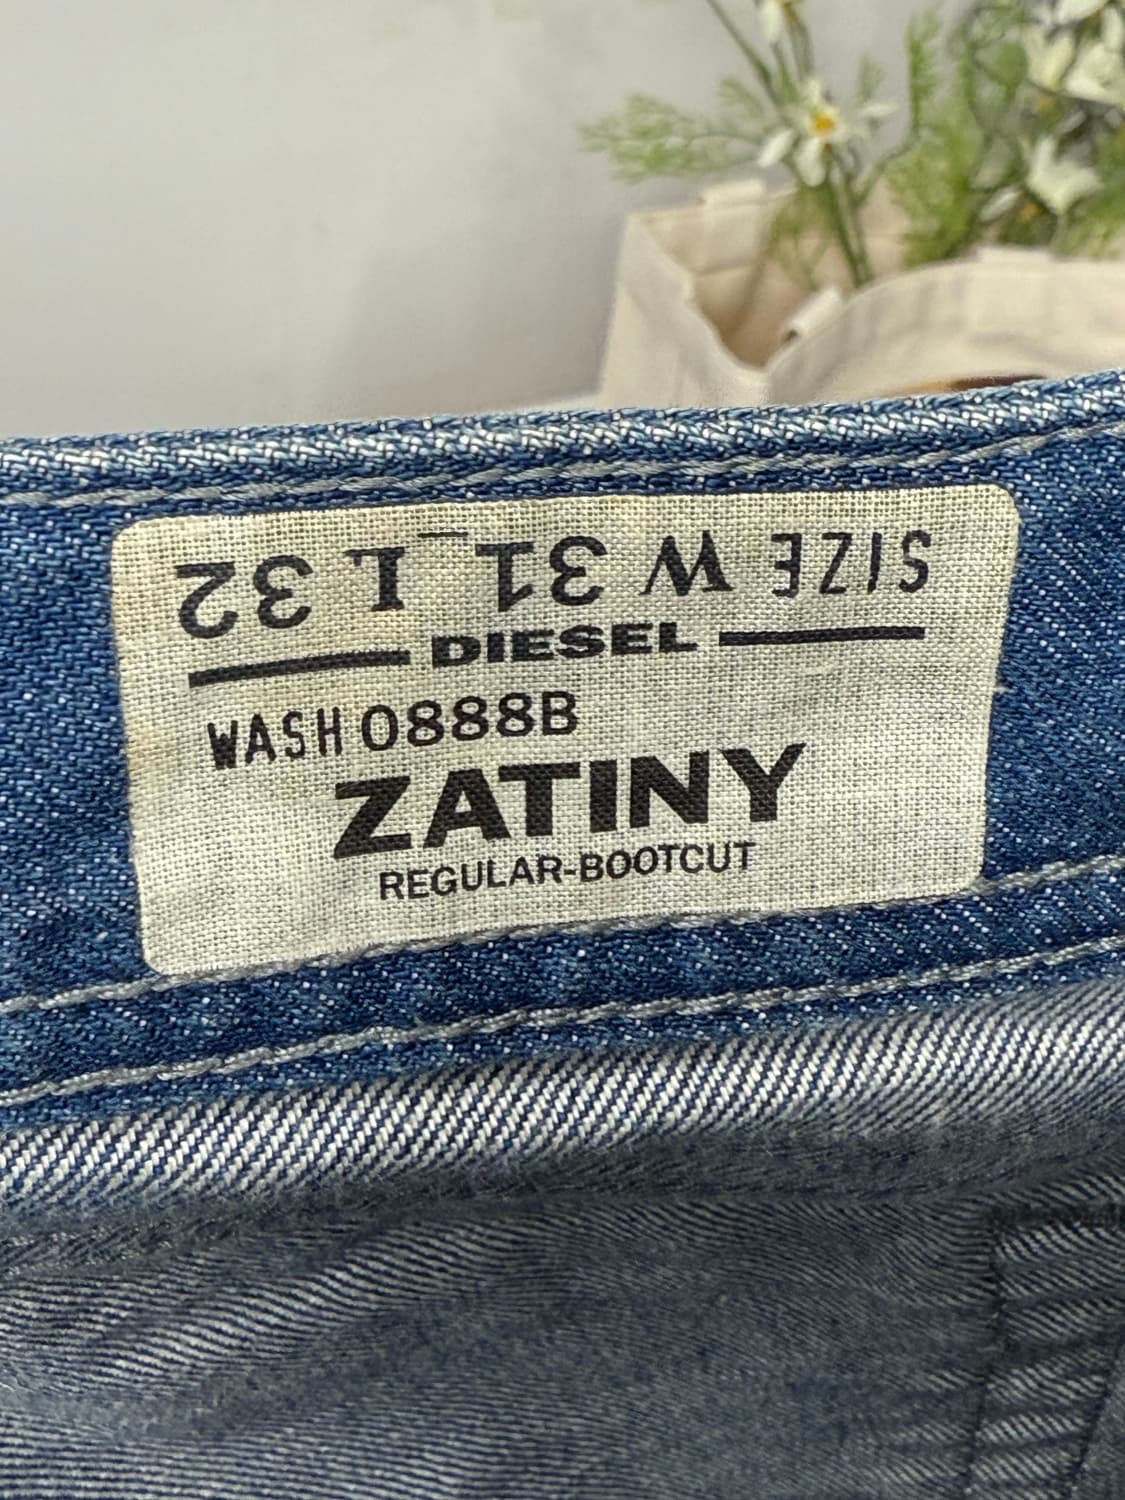 SIZE W 31 L 32
DIESEL
WASH 0888B
ZATINY
REGULAR-BOOTCUT